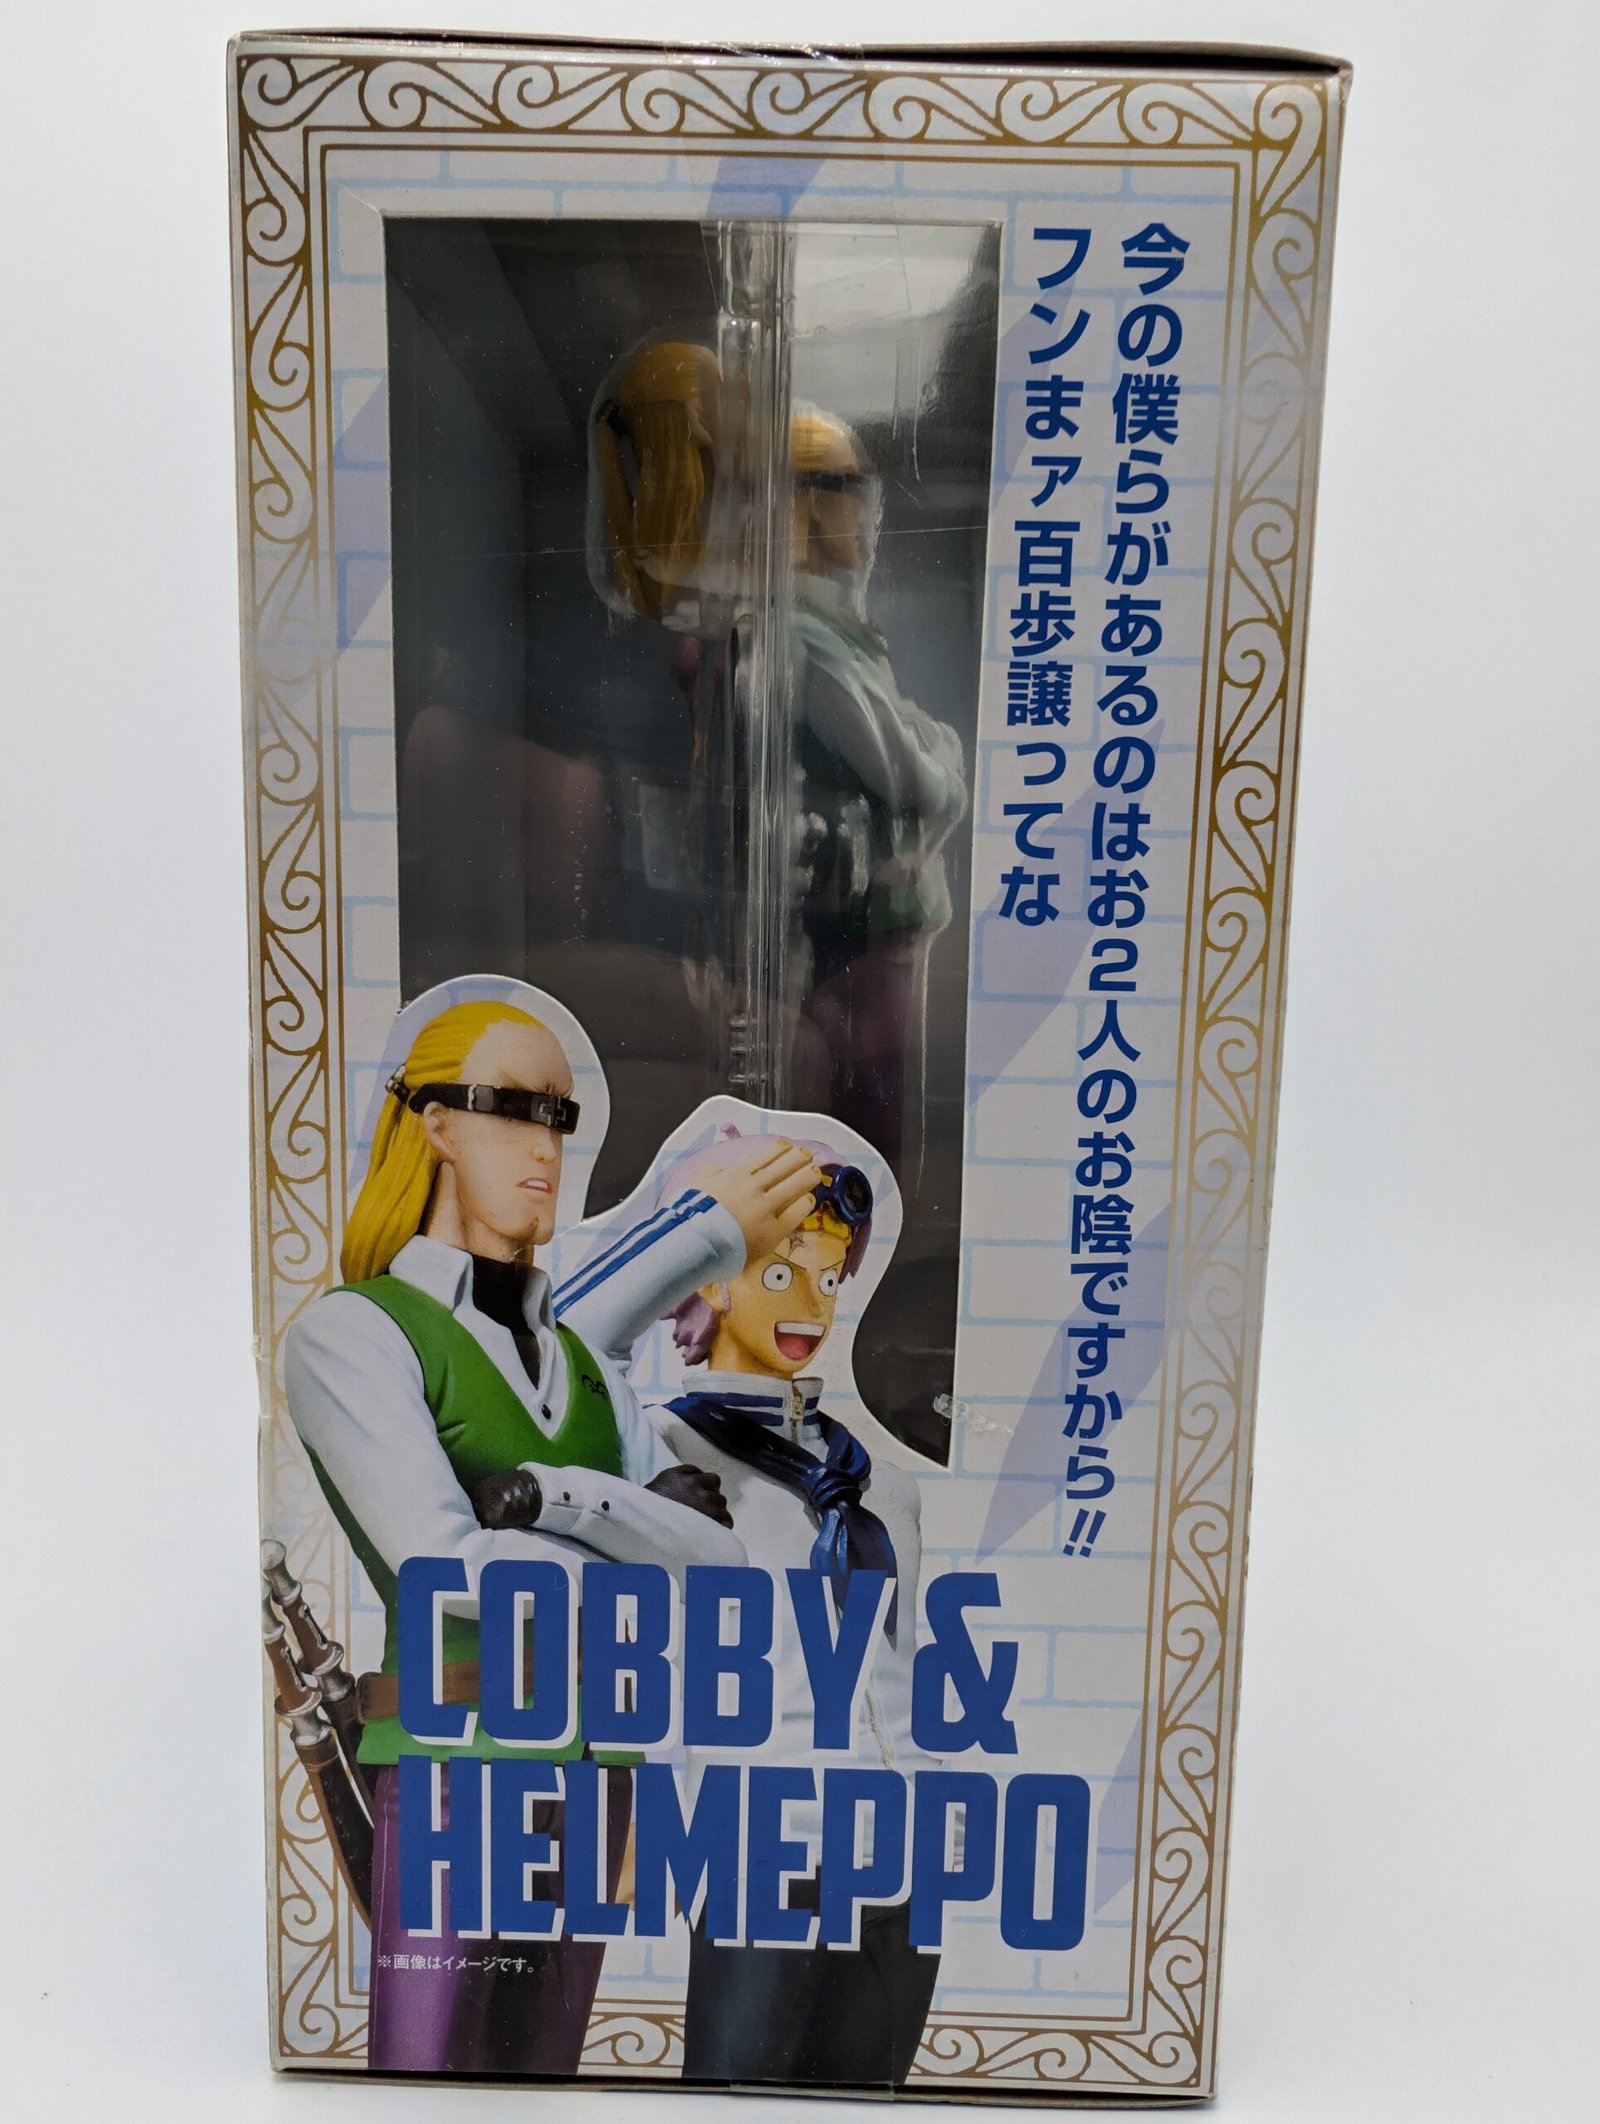 今の僕らがあるのはお2人のお陰ですから!!
フンまァ百歩譲ってな
COBBY &
HELMEPPO
※画像はイメージです。